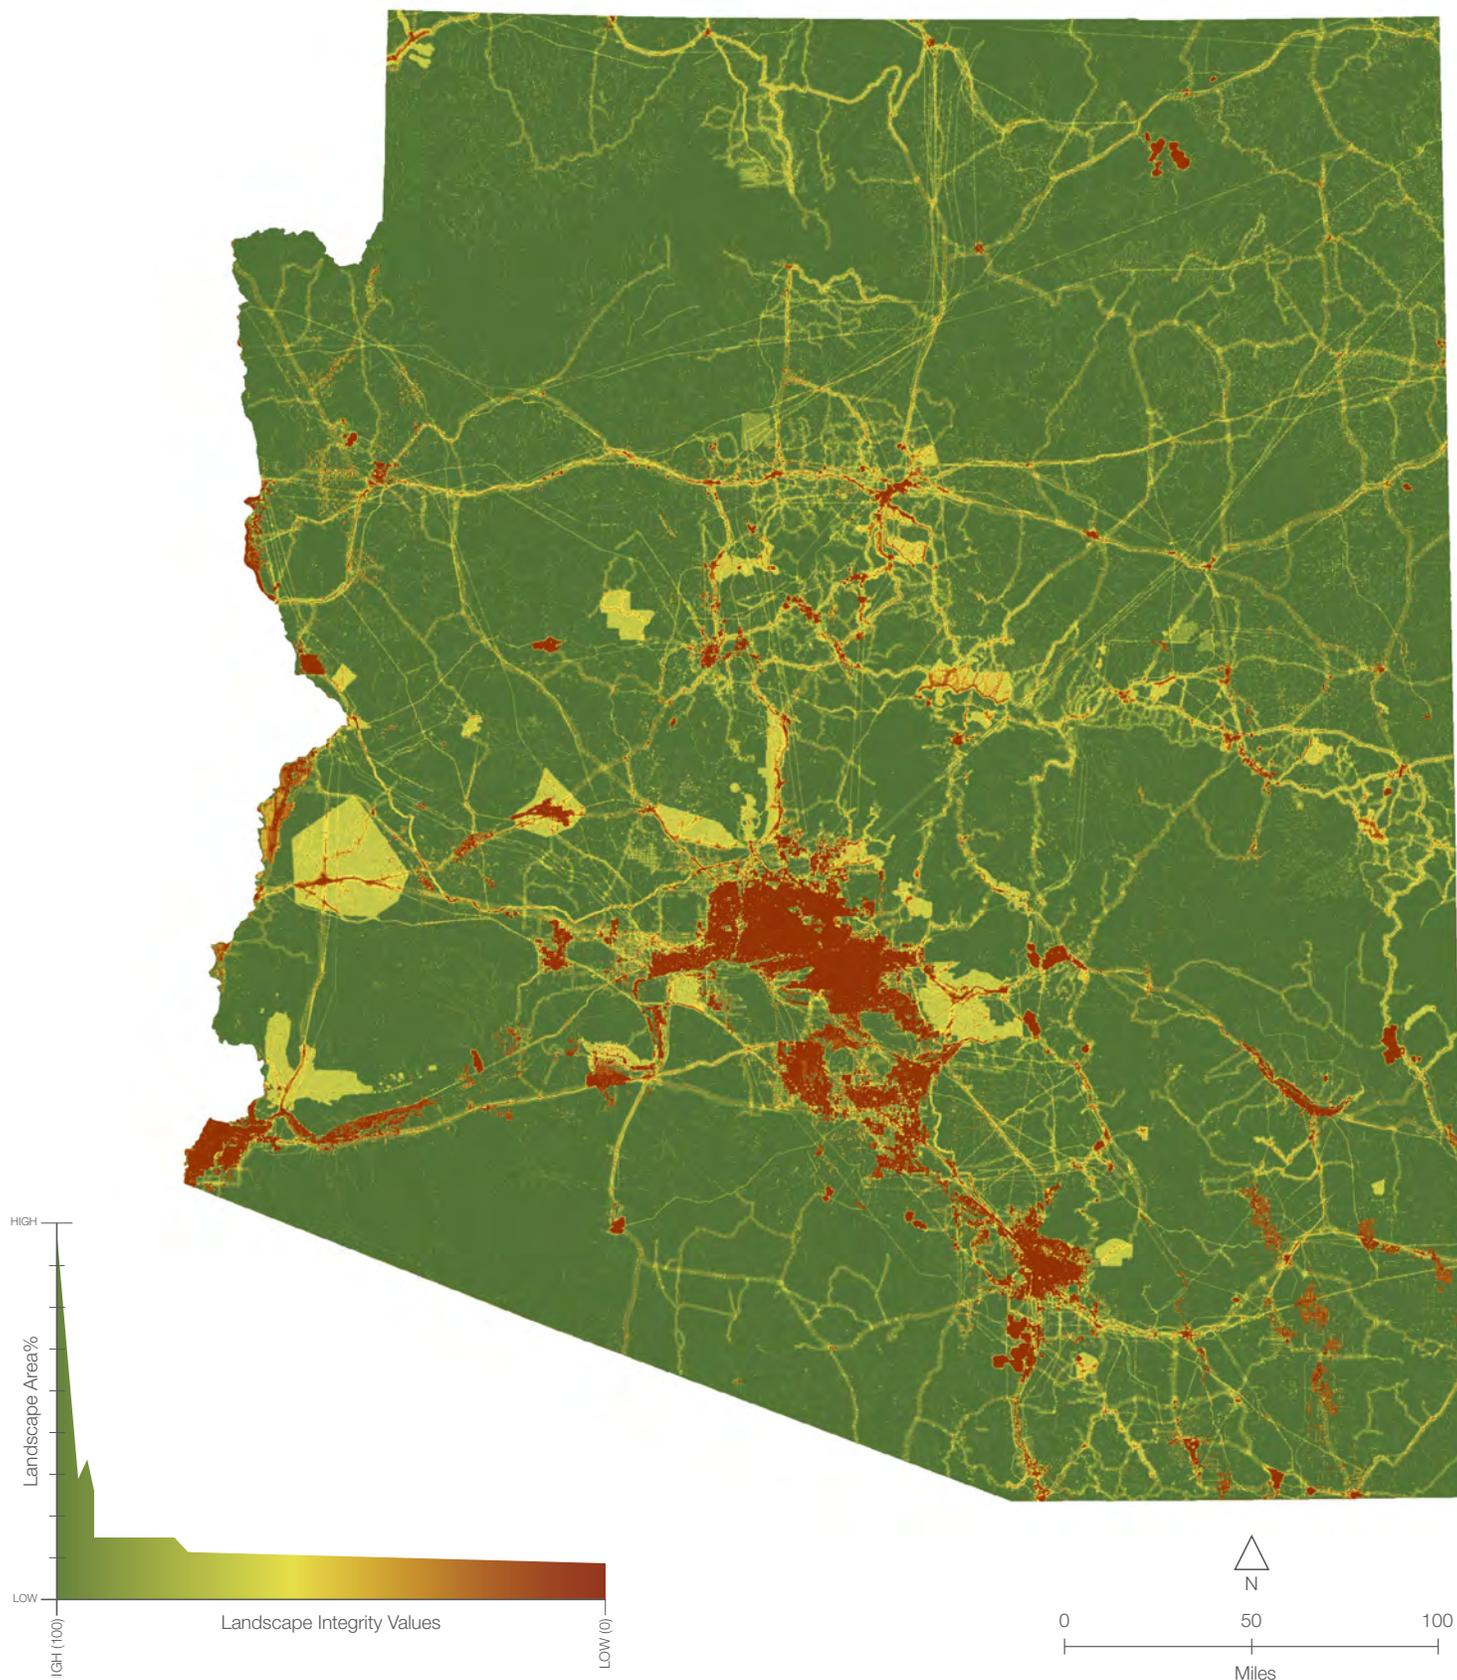 HIGH
Landscape Area%
LOW
IGH (100)
Landscape Integrity Values
LOW (0)
N
0 50 100
Miles